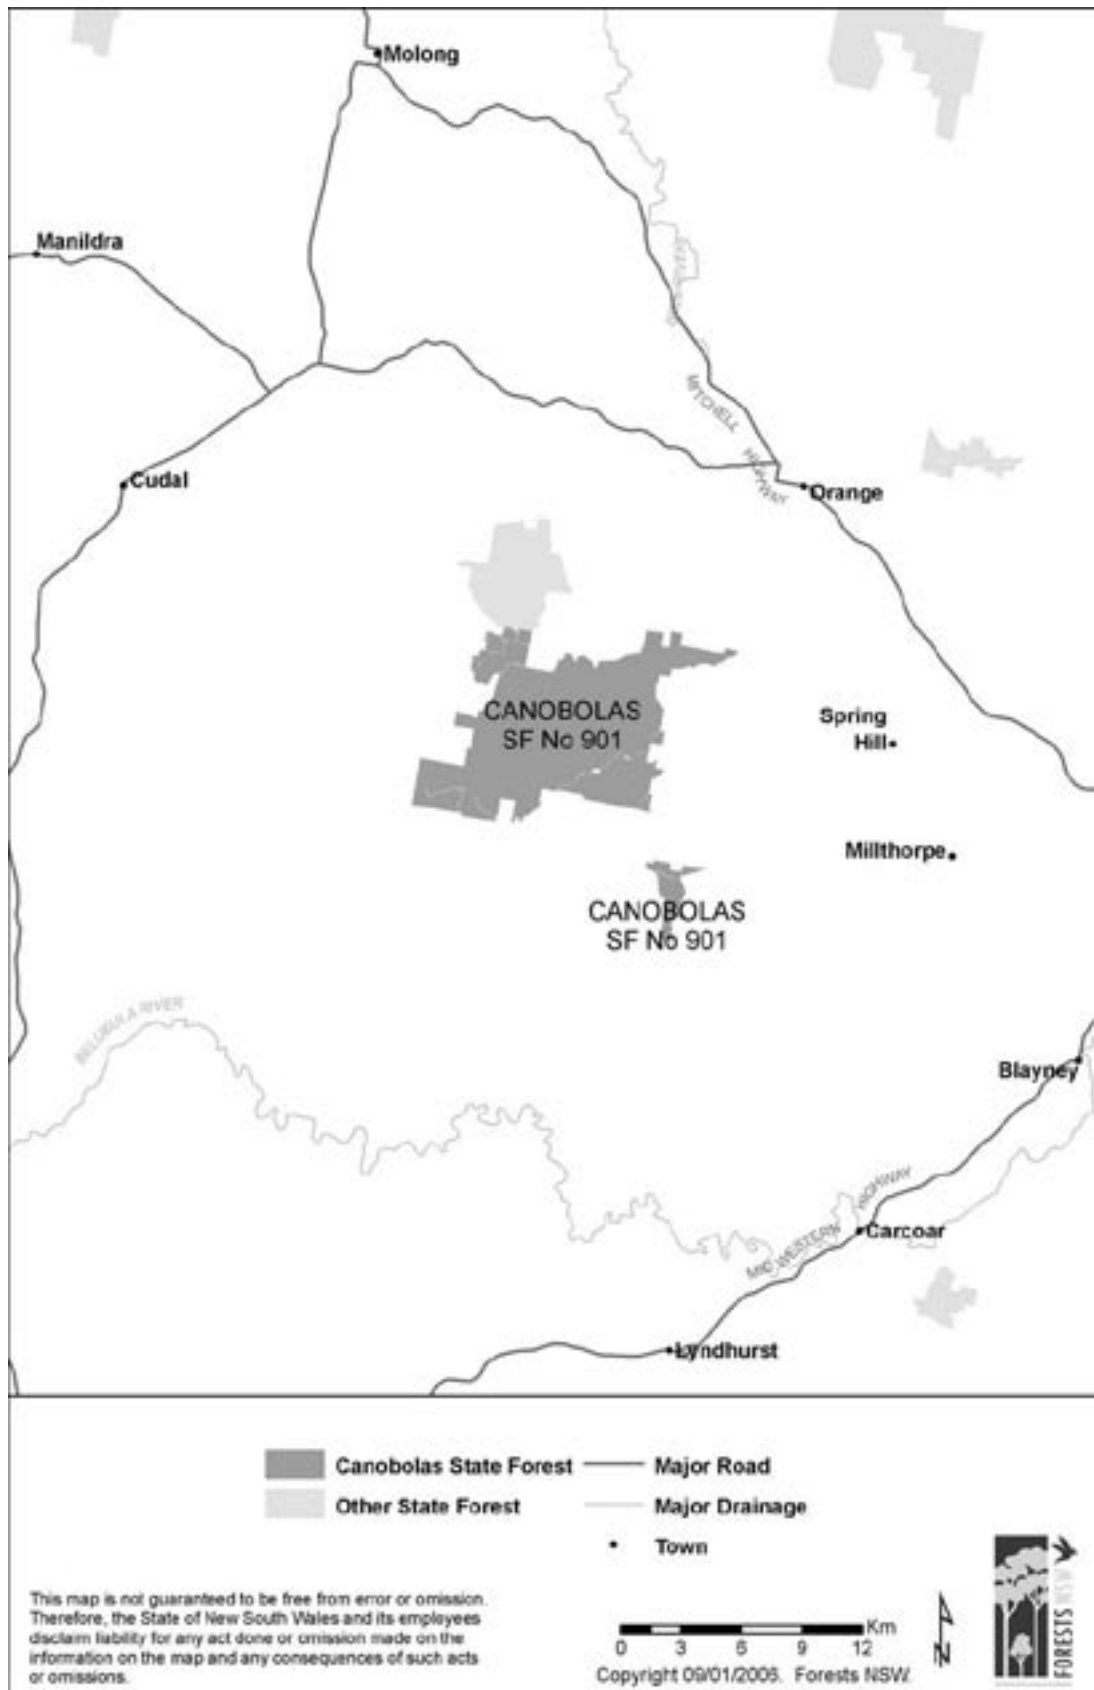 Molong
Manildra
MITCHELL HIGHWAY
Cudal
Orange
CANOBOLAS
SF No 901
Spring
Hill
Millthorpe
CANOBOLAS
SF No 901
BELUBULA RIVER
Blayney
MID WESTERN HIGHWAY
Carcoar
Lyndhurst
Canobolas State Forest
Major Road
Other State Forest
Major Drainage
Town
This map is not guaranteed to be free from error or omission.
Therefore, the State of New South Wales and its employees
disclaim liability for any act done or omission made on the
information on the map and any consequences of such acts
or omissions.
Km
0 3 6 9 12
Copyright 09/01/2006. Forests NSW.
N
FORESTS NSW